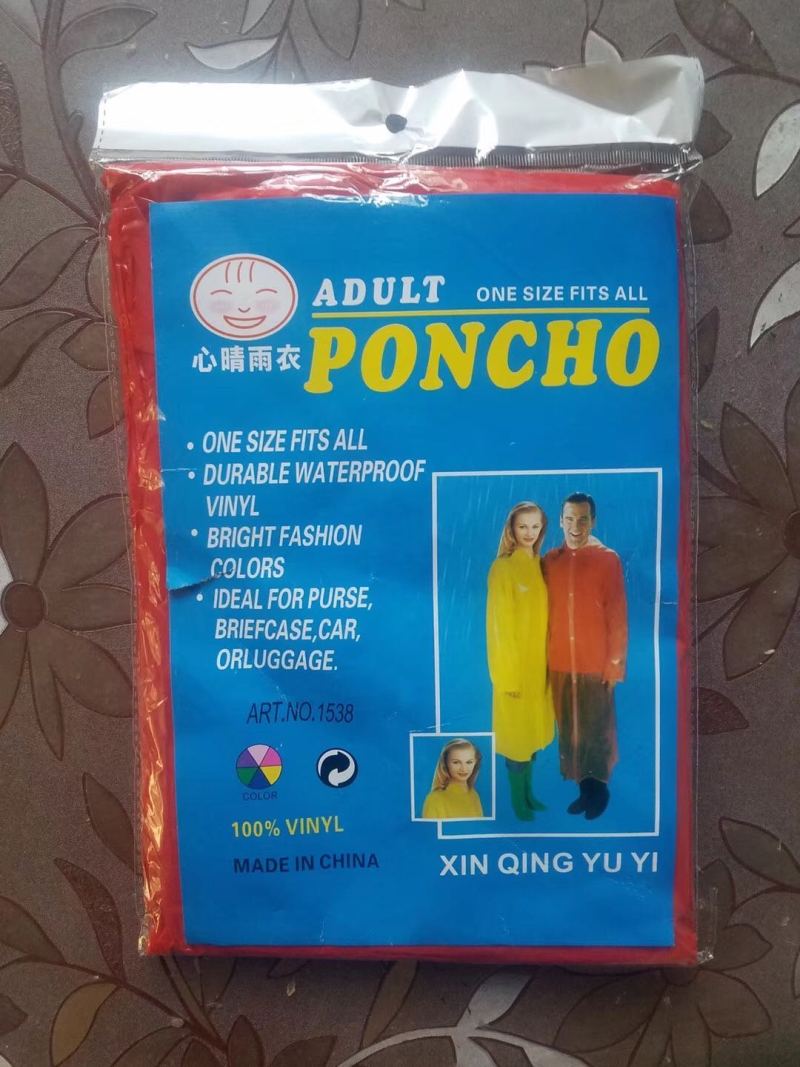 ADULT
ONE SIZE FITS ALL
PONCHO
心晴雨衣
• ONE SIZE FITS ALL
• DURABLE WATERPROOF
VINYL
• BRIGHT FASHION
COLORS
• IDEAL FOR PURSE,
BRIEFCASE,CAR,
ORLUGGAGE.
ART.NO.1538
COLOR
100% VINYL
MADE IN CHINA
XIN QING YU YI